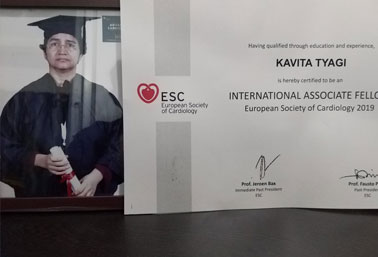 Having qualified through education and experience,
KAVITA TYAGI
is hereby certified to be an
ESC
European Society
of Cardiology
INTERNATIONAL ASSOCIATE FELLO
European Society of Cardiology 2019
Prof. Jeroen Bax
Immediate Past President
ESC
Prof. Fausto P
Past President
ESC